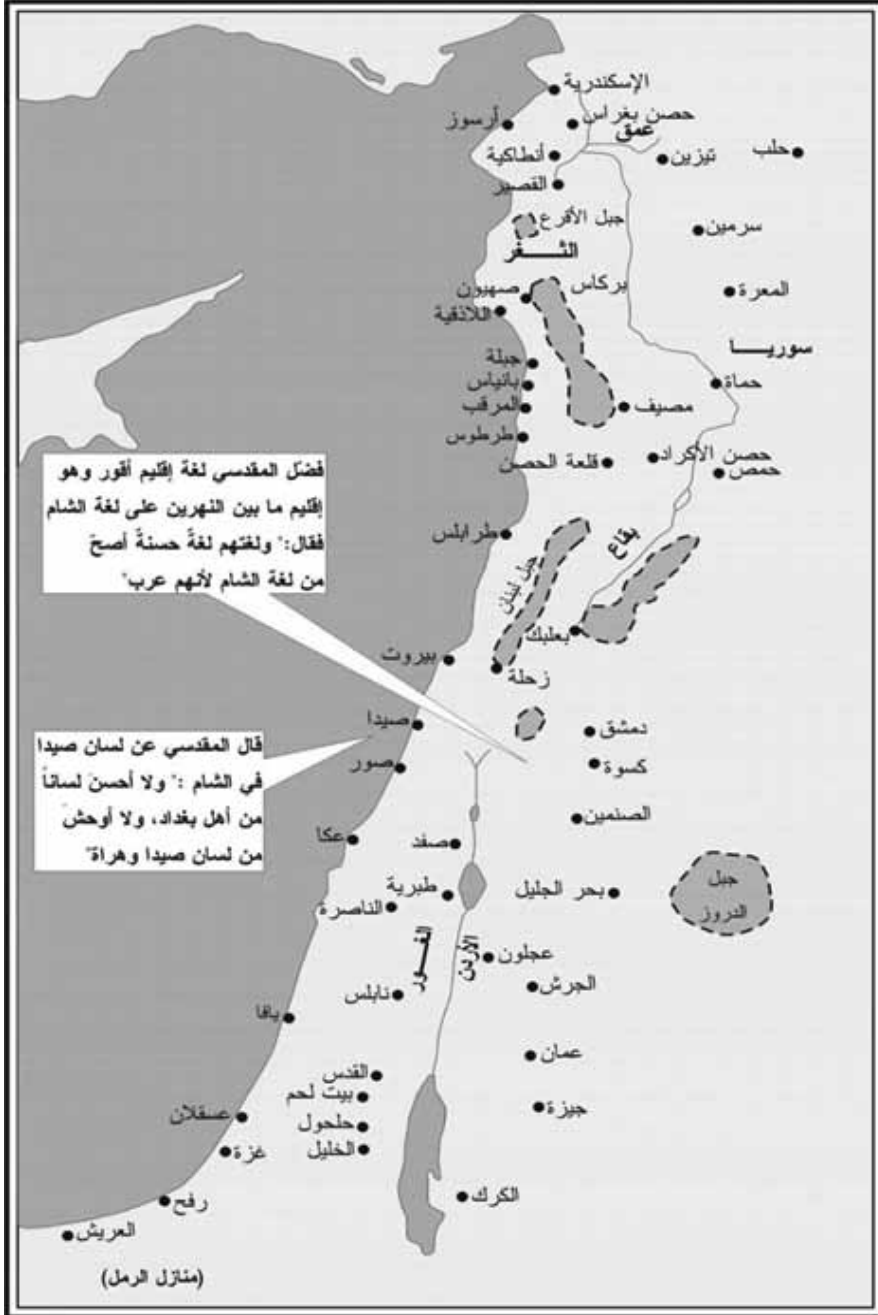 الإسكندرية
أرسوز
حصن بغراس
عمق
أنطاكية
تيزين
حلب
القصير
جبل الأقرع
سرمين
الثغر
بركاس
صهيون
المعرة
اللاذقية
سوريا
جبلة
بانياس
حماة
المرقب
مصيف
طرطوس
قلعة الحصن
حصن الأكراد
حمص
فضل المقدسي لغة إقليم أقور وهو
إقليم ما بين النهرين على لغة الشام
فقال:" ولغتهم لغةٌ حسنةٌ أصحّ
من لغة الشام لأنهم عرب"
طرابلس
بقاع
جبل لبنان
بعلبك
بيروت
زحلة
صيدا
دمشق
قال المقدسي عن لسان صيدا
في الشام :" ولا أحسنَ لساناً
من أهل بغداد، ولا أوحشَ
من لسان صيدا وهراة"
كسوة
صور
الصنمين
عكا
صفد
طبرية
بحر الجليل
جبل
الدروز
الناصرة
الغور
الأردن
عجلون
الجرش
نابلس
يافا
عمان
القدس
بيت لحم
جيزة
عسقلان
حلحول
الخليل
غزة
الكرك
رفح
العريش
(منازل الرمل)